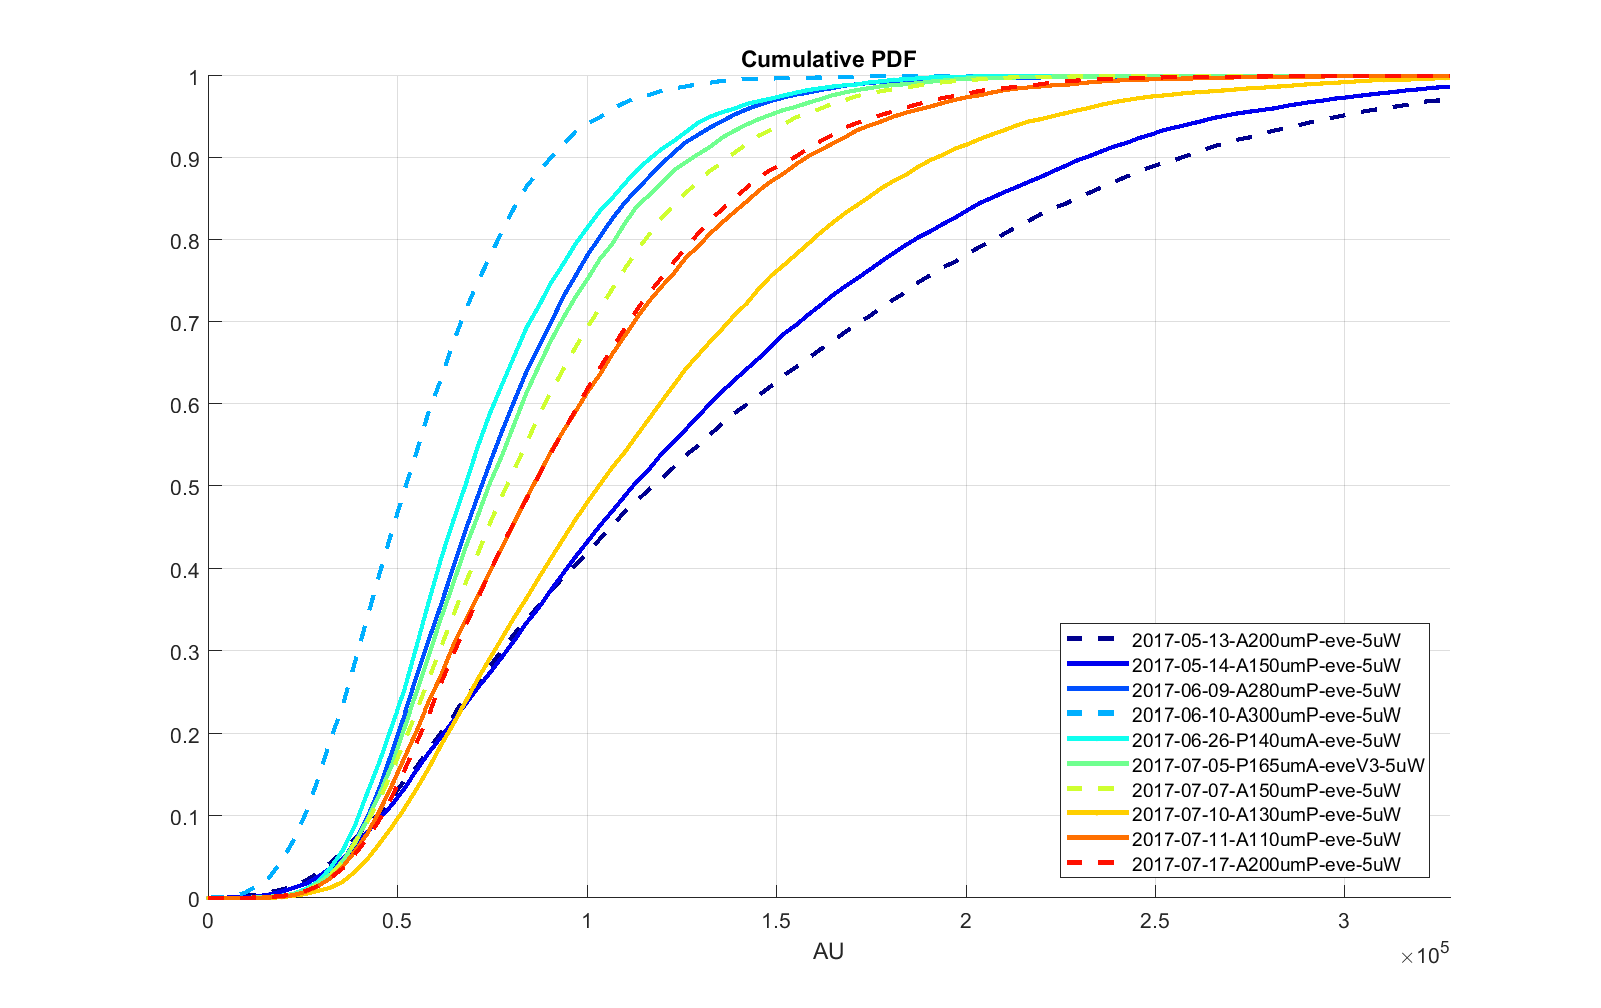 Cumulative PDF
1
0.9
0.8
0.7
0.6
0.5
0.4
0.3
0.2
0.1
0
0 0.5 1 1.5 2 2.5 3
AU
×10^5
2017-05-13-A200umP-eve-5uW
2017-05-14-A150umP-eve-5uW
2017-06-09-A280umP-eve-5uW
2017-06-10-A300umP-eve-5uW
2017-06-26-P140umA-eve-5uW
2017-07-05-P165umA-eveV3-5uW
2017-07-07-A150umP-eve-5uW
2017-07-10-A130umP-eve-5uW
2017-07-11-A110umP-eve-5uW
2017-07-17-A200umP-eve-5uW